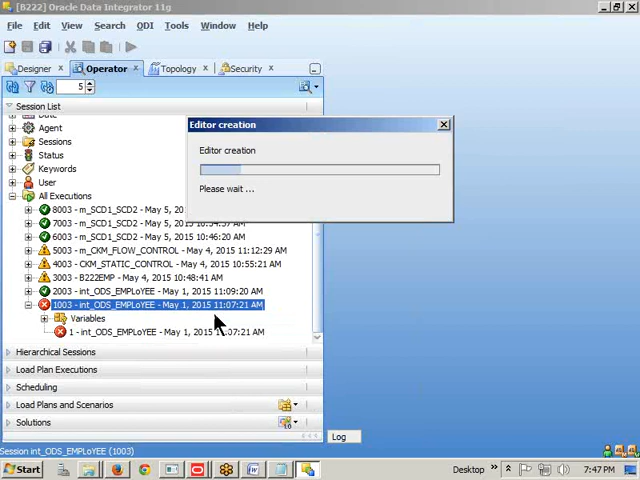 [B222] Oracle Data Integrator 11g
File Edit View Search ODI Tools Window Help
Designer Operator Topology Security
5
Session List
Date
Agent
Sessions
Status
Keywords
User
All Executions
8003 - m_SCD1_SCD2 - May 5, 20
7003 - m_SCD1_SCD2 - May 5, 20
6003 - m_SCD1_SCD2 - May 5, 2015 10:46:20 AM
5003 - m_CKM_FLOW_CONTROL - May 4, 2015 11:12:29 AM
4003 - m_CKM_STATIC_CONTROL - May 4, 2015 10:55:21 AM
3003 - B222EMP - May 4, 2015 10:48:41 AM
2003 - int_ODS_EMPLoYEE - May 1, 2015 11:09:20 AM
1003 - int_ODS_EMPLoYEE - May 1, 2015 11:07:21 AM
Variables
1 - int_ODS_EMPLoYEE - May 1, 2015 11:07:21 AM
Hierarchical Sessions
Load Plan Executions
Scheduling
Load Plans and Scenarios
Solutions
Editor creation
Editor creation
Please wait ...
Log
Session int_ODS_EMPLoYEE (1003)
Start Desktop 7:47 PM